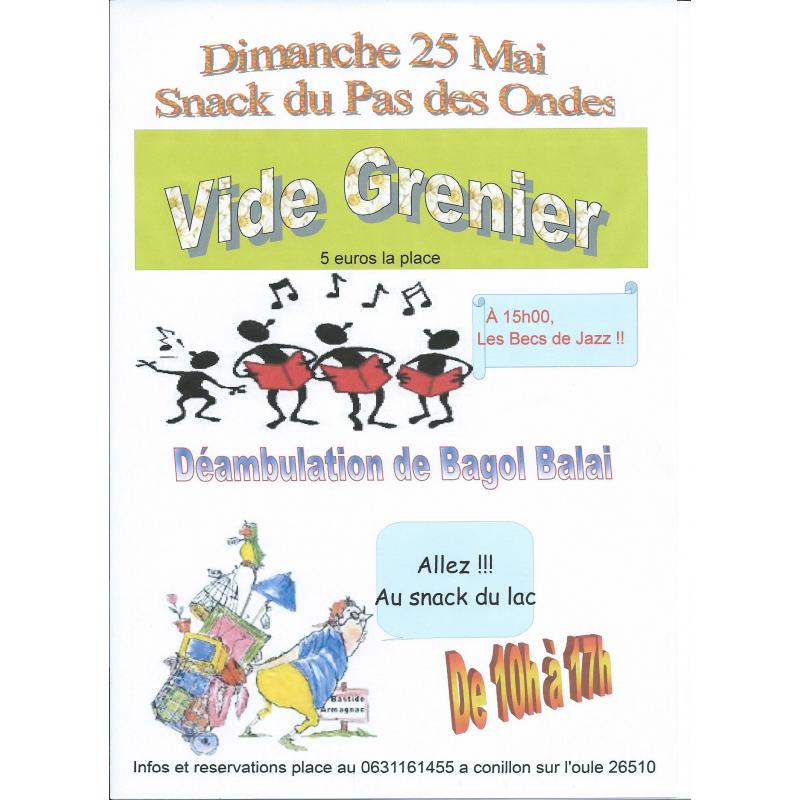 Dimanche 25 Mai
Snack du Pas des Ondes
Vide Grenier
5 euros la place
À 15h00,
Les Becs de Jazz !!
Déambulation de Bagol Balai
Allez !!!
Au snack du lac
De 10h à 17h
Bastide
Armagnac
Infos et reservations place au 0631161455 a conillon sur l'oule 26510